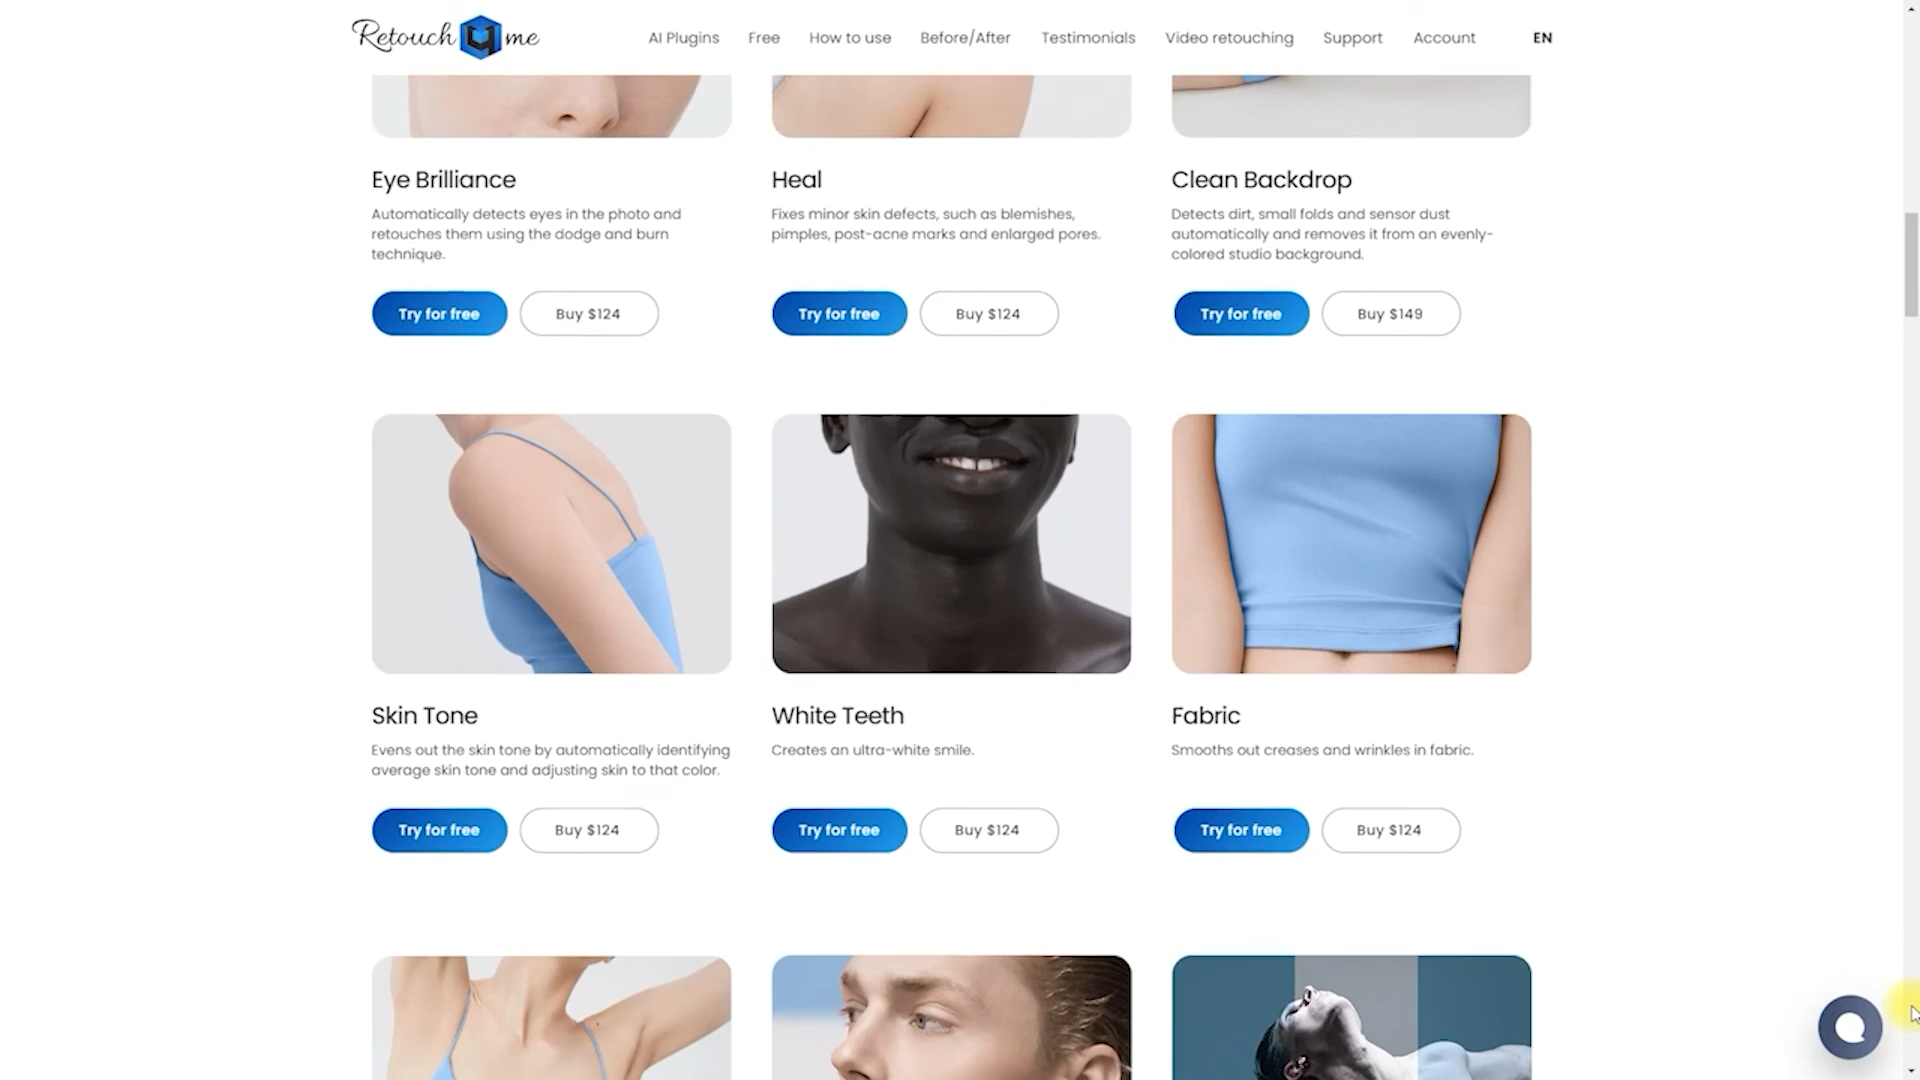 Retouch4me
AI Plugins Free How to use Before/After Testimonials Video retouching Support Account EN
Eye Brilliance
Automatically detects eyes in the photo and
retouches them using the dodge and burn
technique.
Try for free Buy $124
Heal
Fixes minor skin defects, such as blemishes,
pimples, post-acne marks and enlarged pores.
Try for free Buy $124
Clean Backdrop
Detects dirt, small folds and sensor dust
automatically and removes it from an evenly-
colored studio background.
Try for free Buy $149
Skin Tone
Evens out the skin tone by automatically identifying
average skin tone and adjusting skin to that color.
Try for free Buy $124
White Teeth
Creates an ultra-white smile.
Try for free Buy $124
Fabric
Smooths out creases and wrinkles in fabric.
Try for free Buy $124